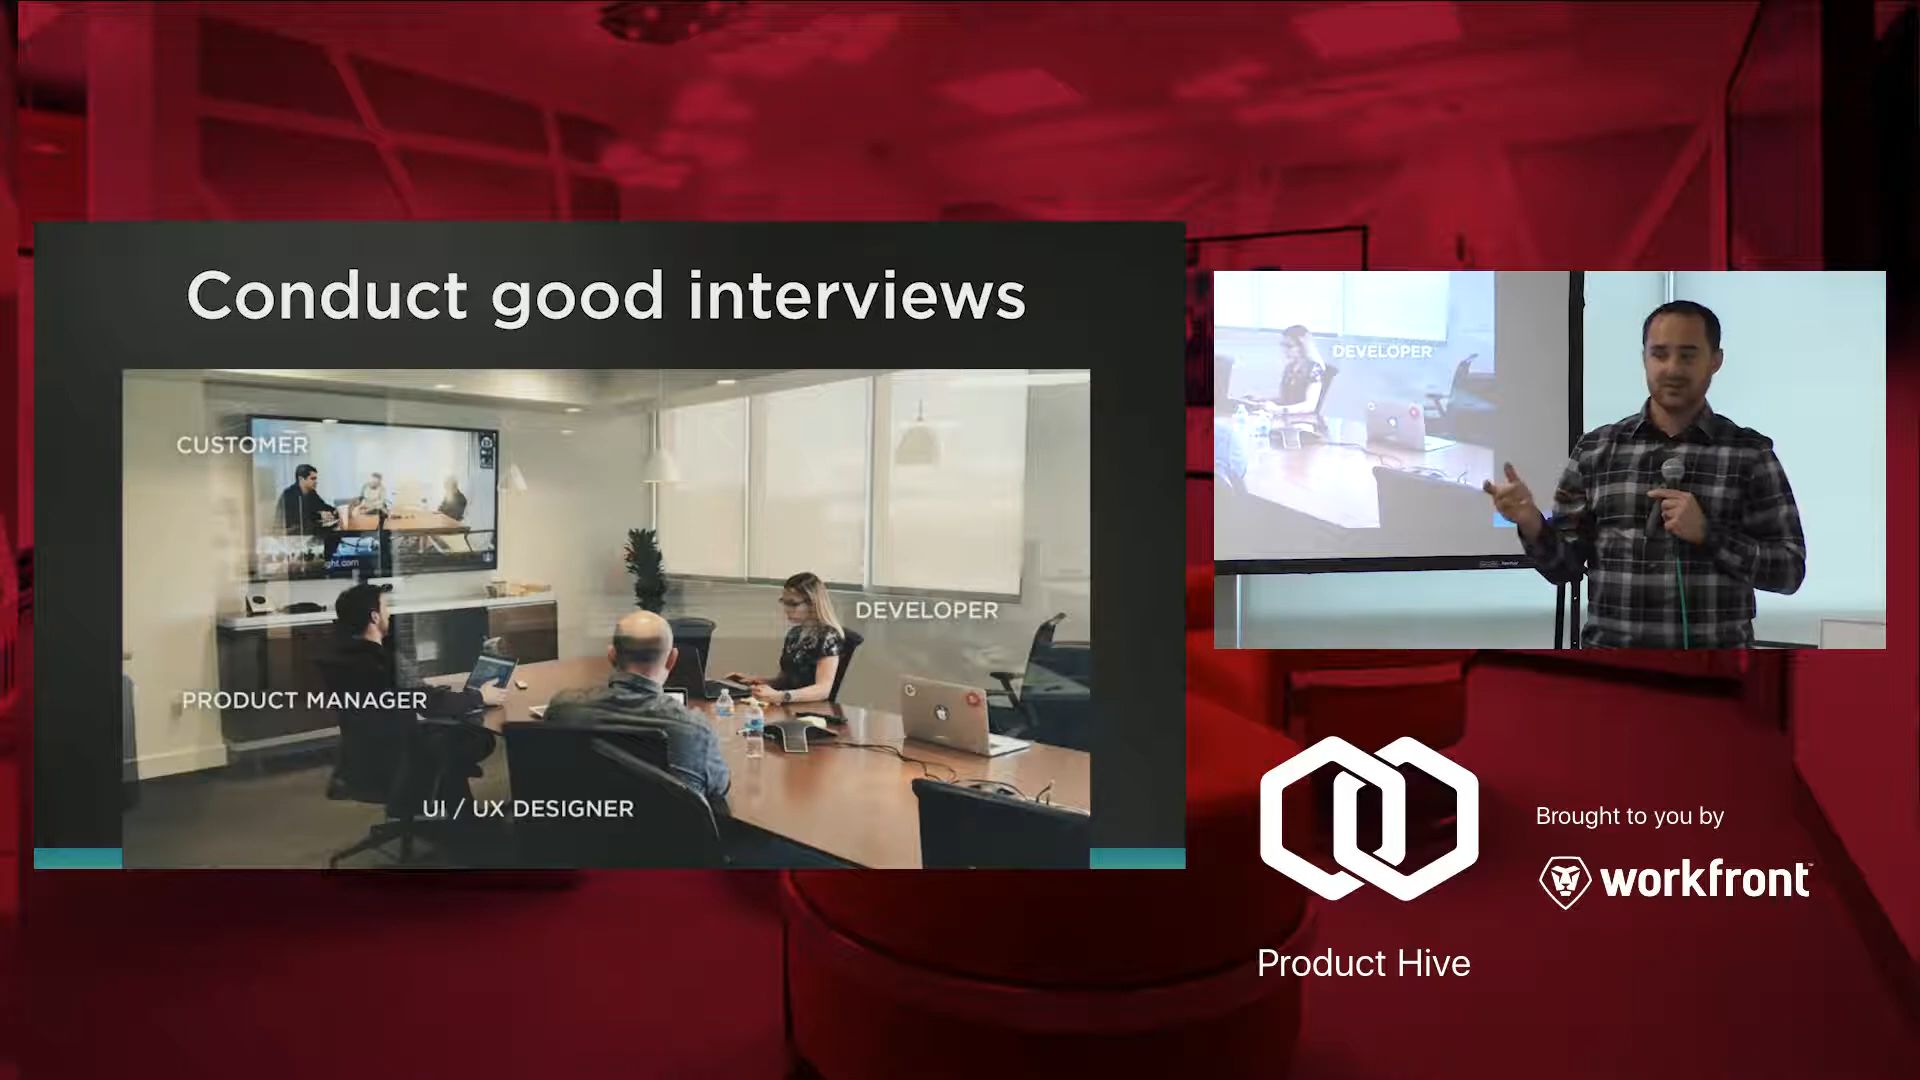 Conduct good interviews
CUSTOMER
DEVELOPER
PRODUCT MANAGER
UI / UX DESIGNER
DEVELOPER
Brought to you by
workfront
Product Hive